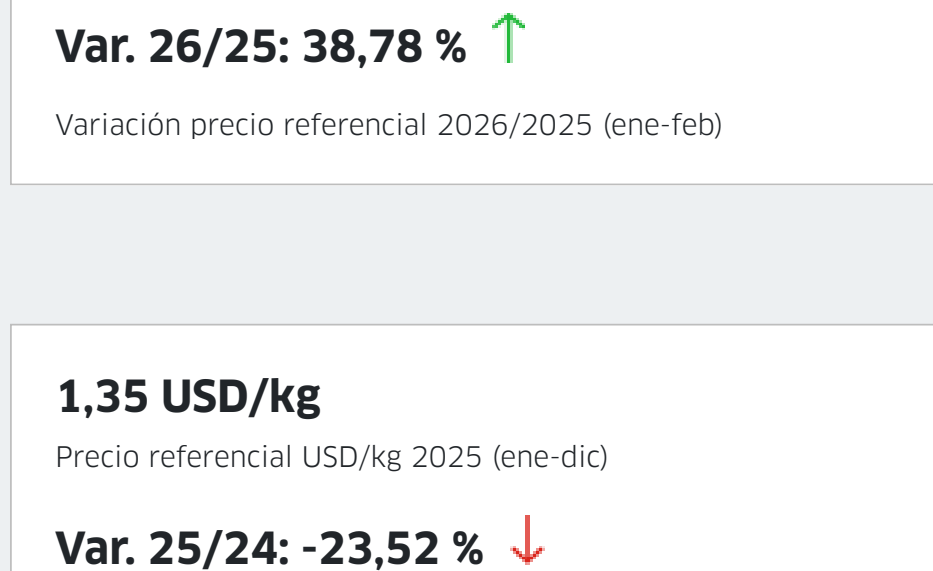 Var. 26/25: 38,78 %
Variación precio referencial 2026/2025 (ene-feb)
1,35 USD/kg
Precio referencial USD/kg 2025 (ene-dic)
Var. 25/24: -23,52 %